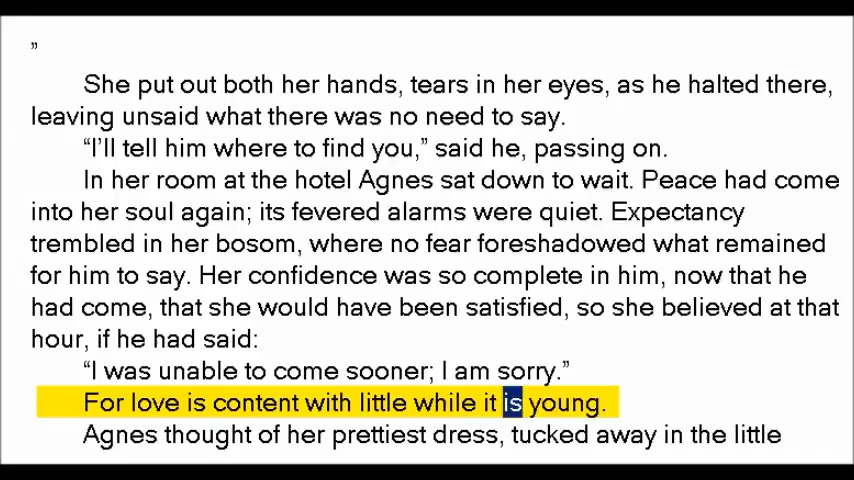 ”
She put out both her hands, tears in her eyes, as he halted there,
leaving unsaid what there was no need to say.
“I’ll tell him where to find you,” said he, passing on.
In her room at the hotel Agnes sat down to wait. Peace had come
into her soul again; its fevered alarms were quiet. Expectancy
trembled in her bosom, where no fear foreshadowed what remained
for him to say. Her confidence was so complete in him, now that he
had come, that she would have been satisfied, so she believed at that
hour, if he had said:
“I was unable to come sooner; I am sorry.”
For love is content with little while it is young.
Agnes thought of her prettiest dress, tucked away in the little